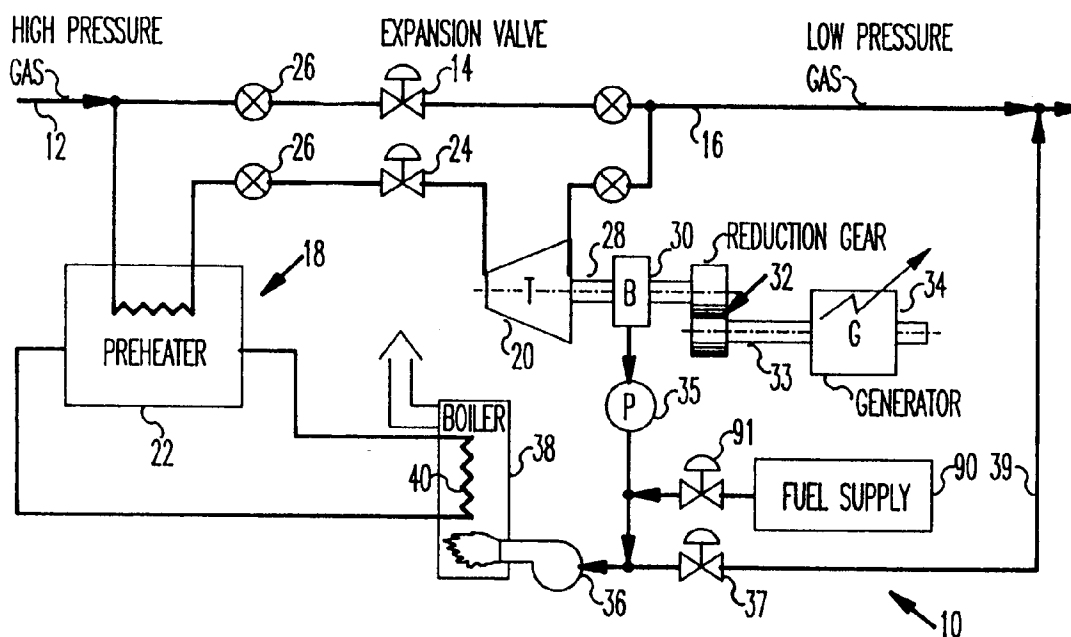 HIGH PRESSURE
GAS
12
26
EXPANSION VALVE
14
LOW PRESSURE
GAS
16
26
24
18
PREHEATER
22
T
20
28
B
30
REDUCTION GEAR
32
33
G
34
GENERATOR
P
35
BOILER
38
40
36
91
FUEL SUPPLY
90
39
37
10